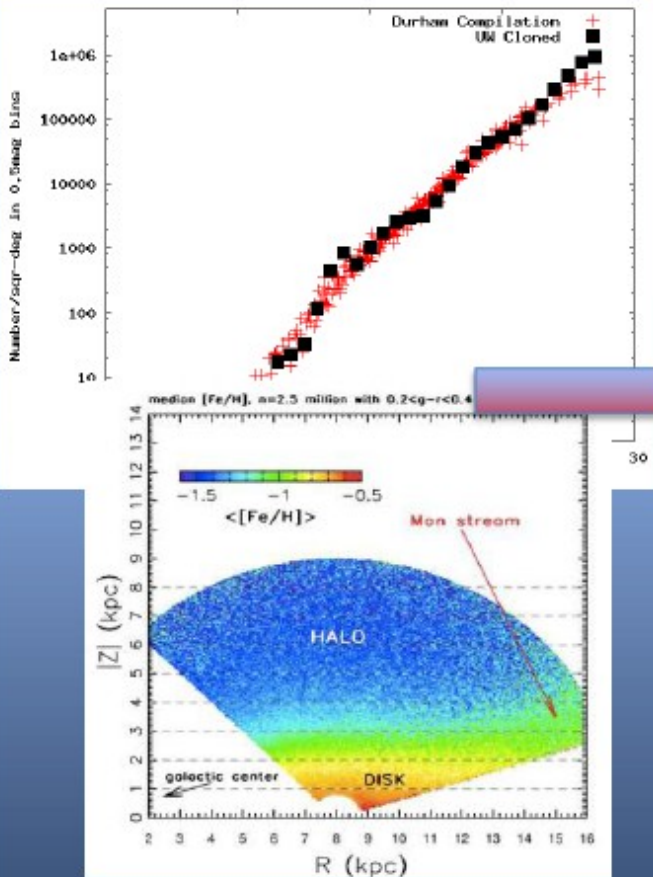 Durham Compilation
UW Cloned
1e+06
100000
10000
1000
100
10
Number/sqr-deg in 0.5mag bins
30
median [Fe/H], n=2.5 million with 0.2<g-r<0.4
14
13
12
11
10
9
8
7
6
5
4
3
2
1
0
|Z| (kpc)
-1.5 -1 -0.5
<[Fe/H]>
Mon stream
HALO
galactic center
DISK
2 3 4 5 6 7 8 9 10 11 12 13 14 15 16
R (kpc)